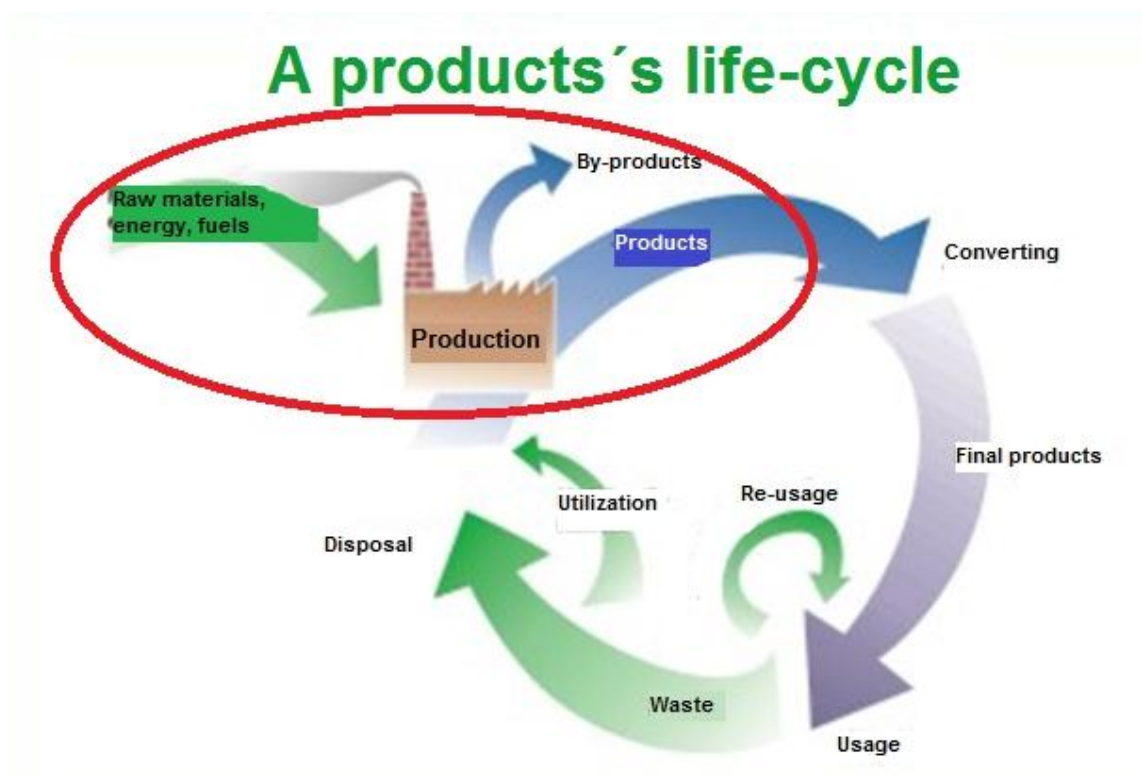 A products´s life-cycle
By-products
Raw materials,
energy, fuels
Products
Converting
Production
Final products
Re-usage
Utilization
Disposal
Waste
Usage